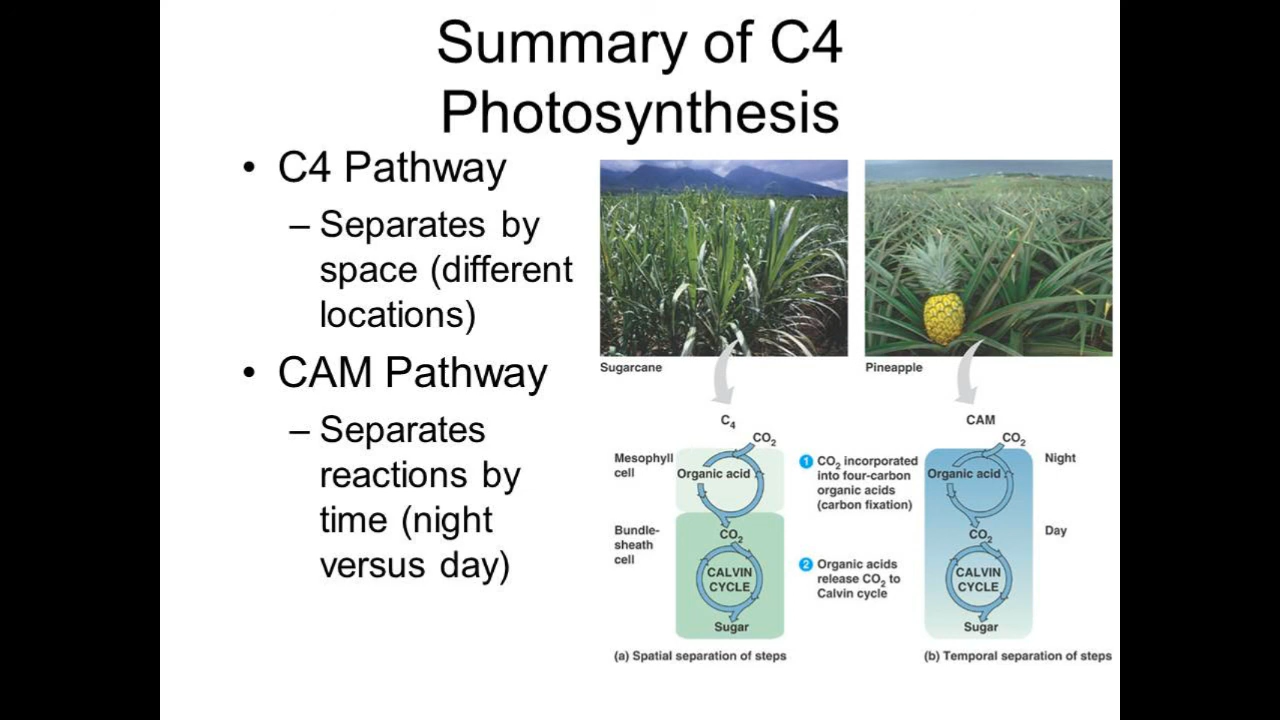 Summary of C4
Photosynthesis
• C4 Pathway
– Separates by
space (different
locations)
• CAM Pathway
– Separates
reactions by
time (night
versus day)
Sugarcane
Pineapple
C4
CO2
Mesophyll
cell
Organic acid
Bundle-
sheath
cell
CO2
CALVIN
CYCLE
Sugar
(a) Spatial separation of steps
1 CO2 incorporated
into four-carbon
organic acids
(carbon fixation)
2 Organic acids
release CO2 to
Calvin cycle
CAM
CO2
Night
Organic acid
Day
CO2
CALVIN
CYCLE
Sugar
(b) Temporal separation of steps